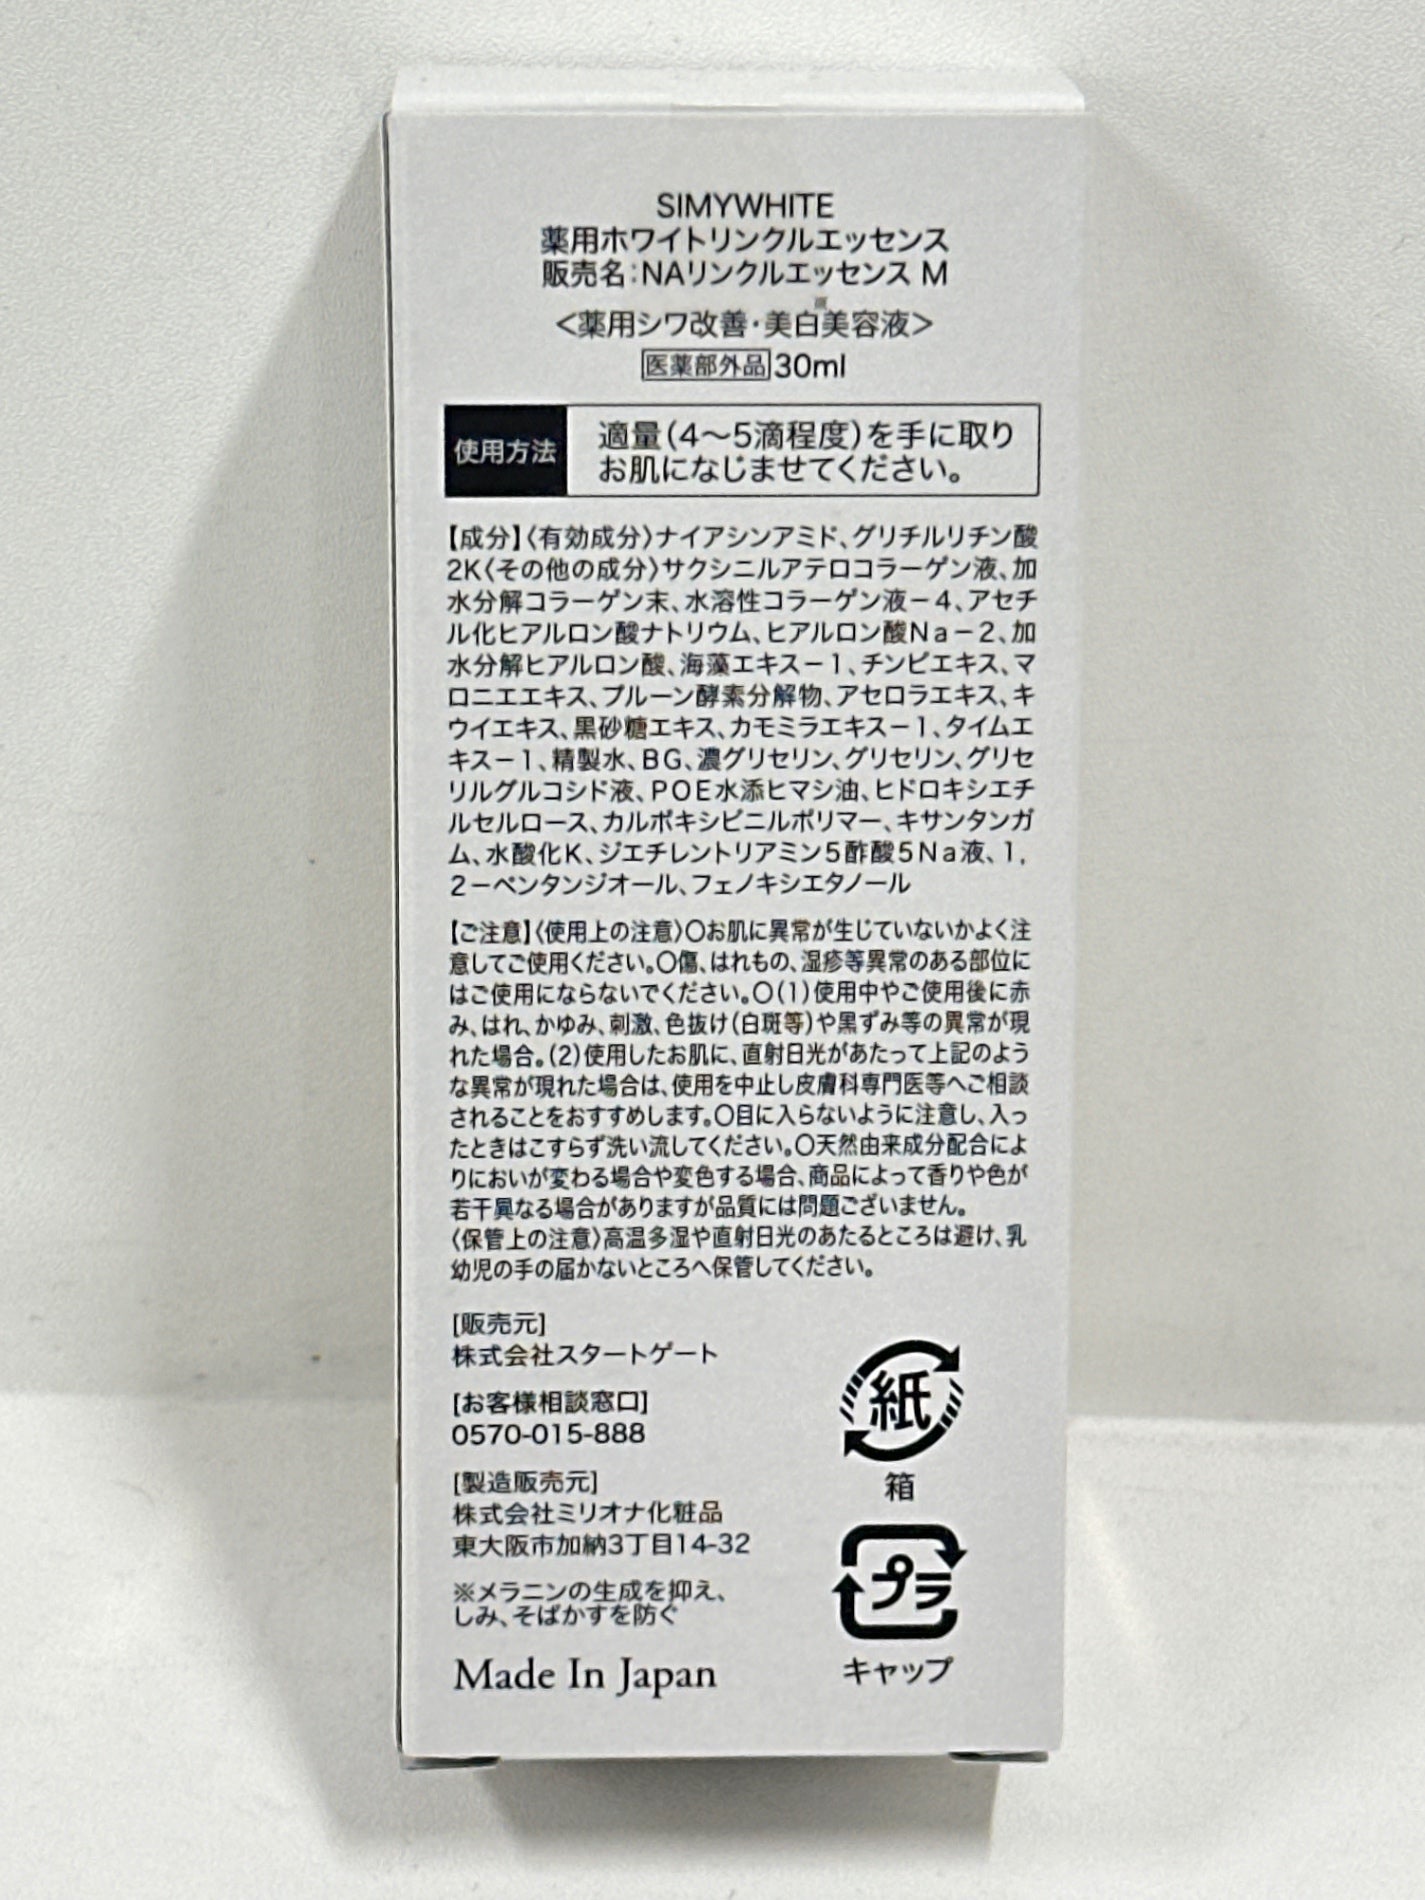 SIMYWHITE
薬用ホワイトリンクルエッセンス
販売名:NAリンクルエッセンス M
※
<薬用シワ改善・美白美容液>
医薬部外品 30ml
使用方法
適量(4〜5滴程度)を手に取り
お肌になじませてください。
【成分】〈有効成分〉ナイアシンアミド、グリチルリチン酸
2K〈その他の成分〉サクシニルアテロコラーゲン液、加
水分解コラーゲン末、水溶性コラーゲン液－4、アセチ
ル化ヒアルロン酸ナトリウム、ヒアルロン酸Na－2、加
水分解ヒアルロン酸、海藻エキス－1、チンピエキス、マ
ロニエエキス、プルーン酵素分解物、アセロラエキス、キ
ウイエキス、黒砂糖エキス、カモミラエキス－1、タイムエ
キス－1、精製水、BG、濃グリセリン、グリセリン、グリセ
リルグルコシド液、POE水添ヒマシ油、ヒドロキシエチ
ルセルロース、カルボキシビニルポリマー、キサンタンガ
ム、水酸化K、ジエチレントリアミン5酢酸5Na液、1，
2－ペンタンジオール、フェノキシエタノール
【ご注意】〈使用上の注意〉○お肌に異常が生じていないかよく注
意してご使用ください。○傷、はれもの、湿疹等異常のある部位に
はご使用にならないでください。○(1)使用中やご使用後に赤
み、はれ、かゆみ、刺激、色抜け(白斑等)や黒ずみ等の異常が現
れた場合。(2)使用したお肌に、直射日光があたって上記のよう
な異常が現れた場合は、使用を中止し皮膚科専門医等へご相談
されることをおすすめします。○目に入らないように注意し、入っ
たときはこすらず洗い流してください。○天然由来成分配合によ
りにおいが変わる場合や変色する場合、商品によって香りや色が
若干異なる場合がありますが品質には問題ございません。
〈保管上の注意〉高温多湿や直射日光のあたるところは避け、乳
幼児の手の届かないところへ保管してください。
[販売元]
株式会社スタートゲート
[お客様相談窓口]
0570-015-888
[製造販売元]
株式会社ミリオナ化粧品
東大阪市加納3丁目14-32
※メラニンの生成を抑え、
しみ、そばかすを防ぐ
Made In Japan
紙
箱
プラ
キャップ